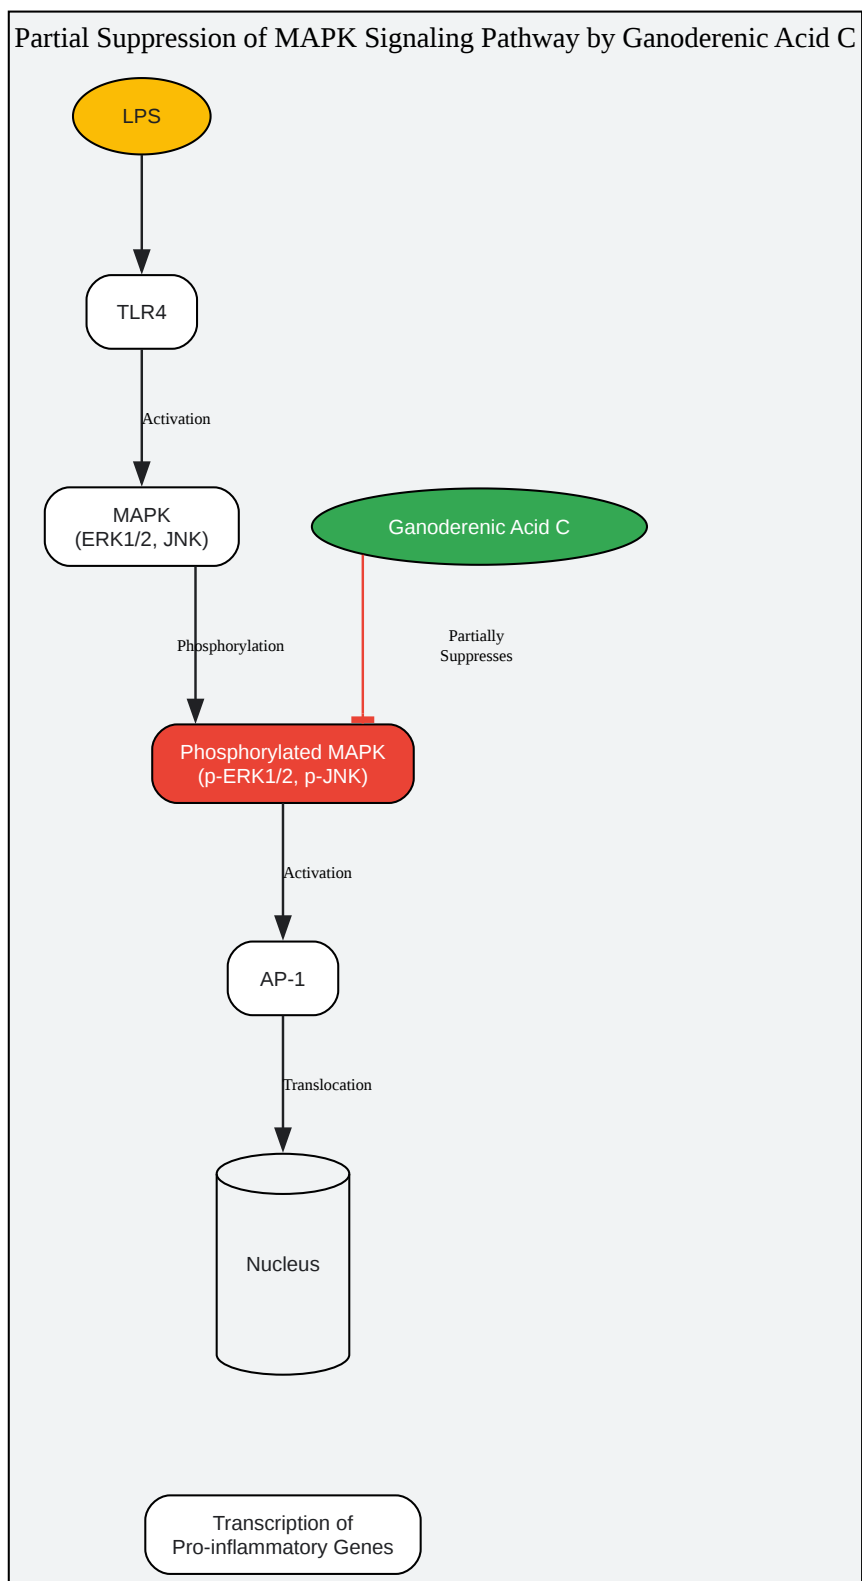 Partial Suppression of MAPK Signaling Pathway by Ganoderenic Acid C
LPS
TLR4
Activation
MAPK
(ERK1/2, JNK)
Ganoderenic Acid C
Phosphorylation
Partially
Suppresses
Phosphorylated MAPK
(p-ERK1/2, p-JNK)
Activation
AP-1
Translocation
Nucleus
Transcription of
Pro-inflammatory Genes